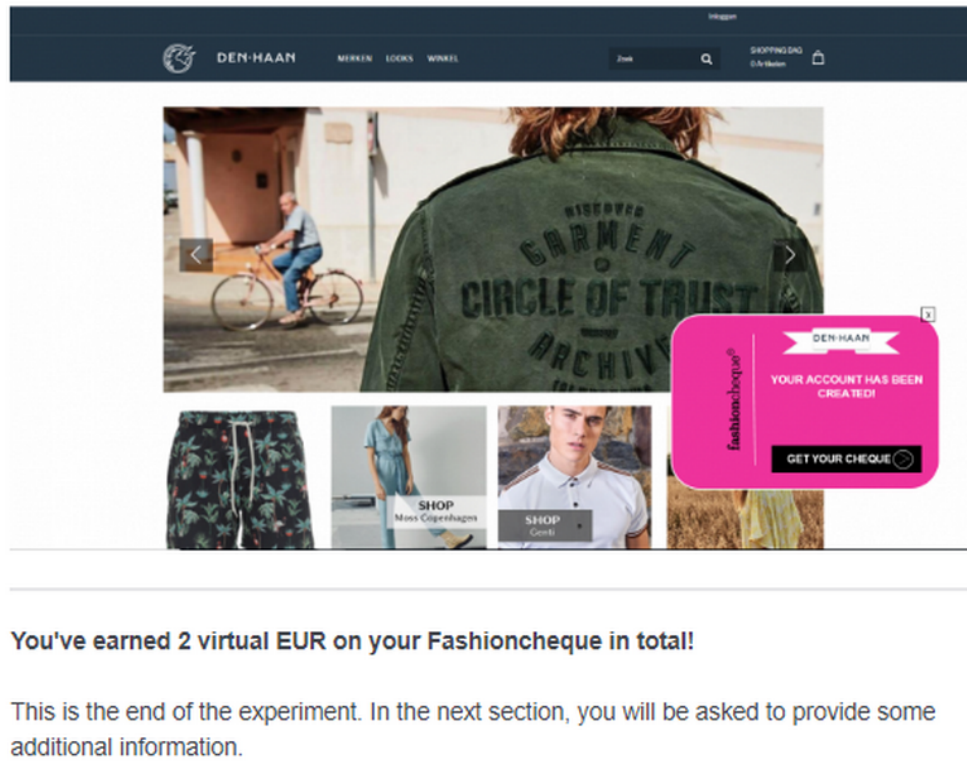 Inloggen
DEN-HAAN
MERKEN LOOKS WINKEL
Zoek
SHOPPING BAG
0 Artikelen
DISCOVER
GARMENT
CIRCLE OF TRUST
ARCHIVE
fashioncheque®
x
DEN-HAAN
YOUR ACCOUNT HAS BEEN
CREATED!
GET YOUR CHEQUE
SHOP
Moss Copenhagen
SHOP
Genti
You've earned 2 virtual EUR on your Fashioncheque in total!
This is the end of the experiment. In the next section, you will be asked to provide some
additional information.